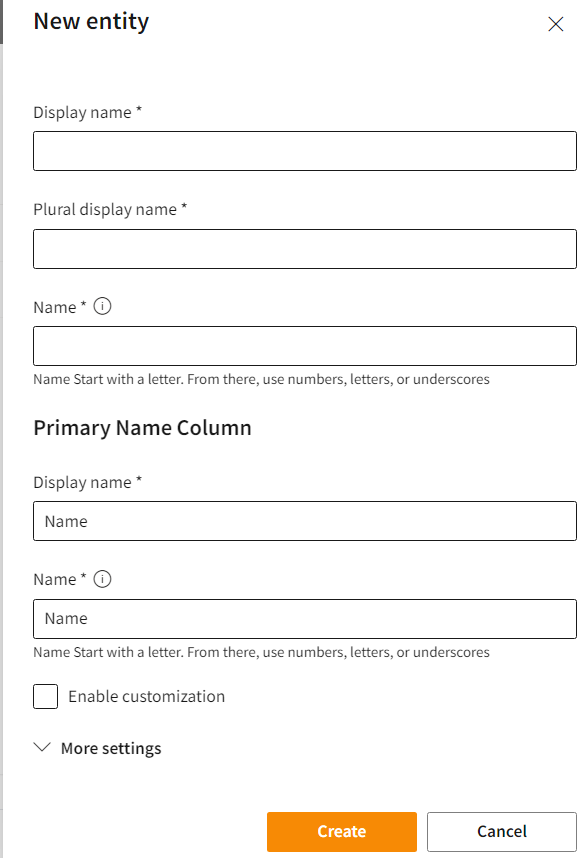 New entity
Display name *
Plural display name *
Name *
Name Start with a letter. From there, use numbers, letters, or underscores
Primary Name Column
Display name *
Name
Name *
Name
Name Start with a letter. From there, use numbers, letters, or underscores
Enable customization
More settings
Create Cancel